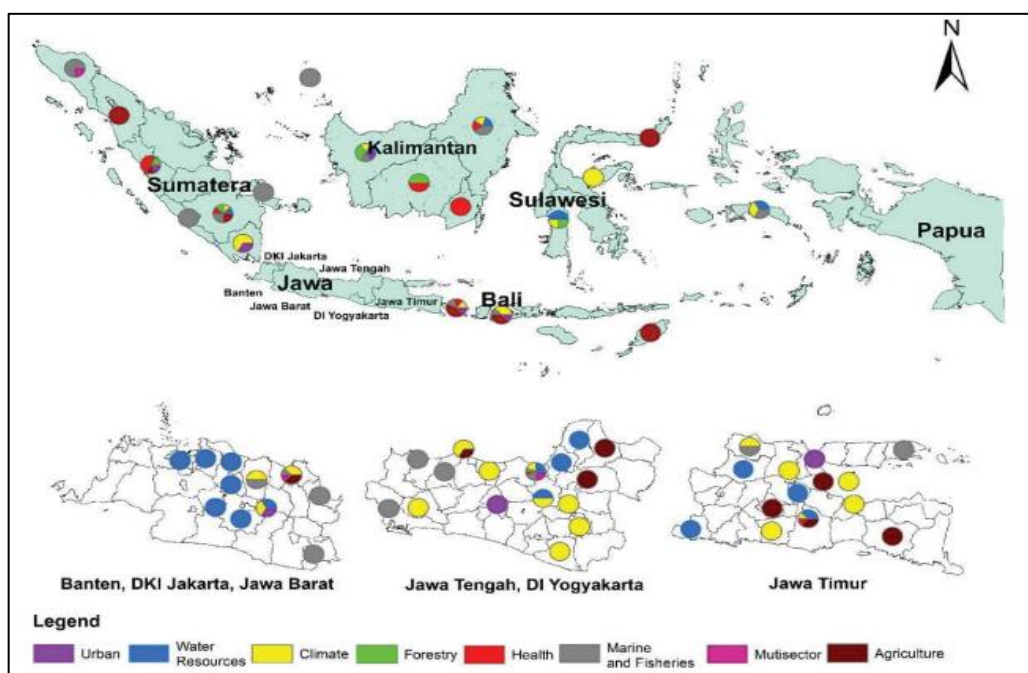 N
Kalimantan
Sumatera
Sulawesi
Papua
DKI Jakarta
Jawa Tengah
Jawa
Banten
Jawa Barat
Jawa Timur
Bali
DI Yogyakarta
Banten, DKI Jakarta, Jawa Barat
Jawa Tengah, DI Yogyakarta
Jawa Timur
Legend
Urban
Water
Resources
Climate
Forestry
Health
Marine
and Fisheries
Mutisector
Agriculture